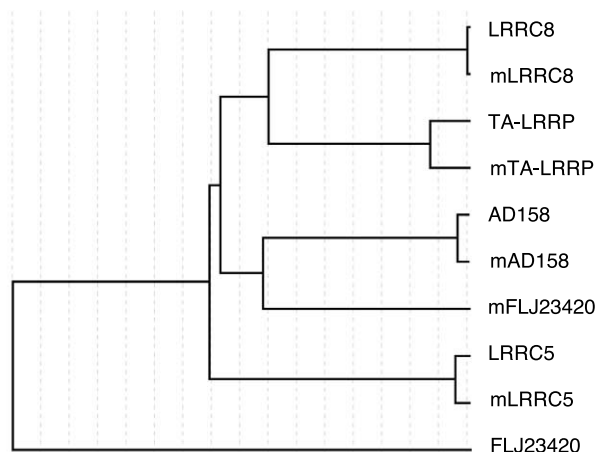 LRRC8
mLRRC8
TA-LRRP
mTA-LRRP
AD158
mAD158
mFLJ23420
LRRC5
mLRRC5
FLJ23420